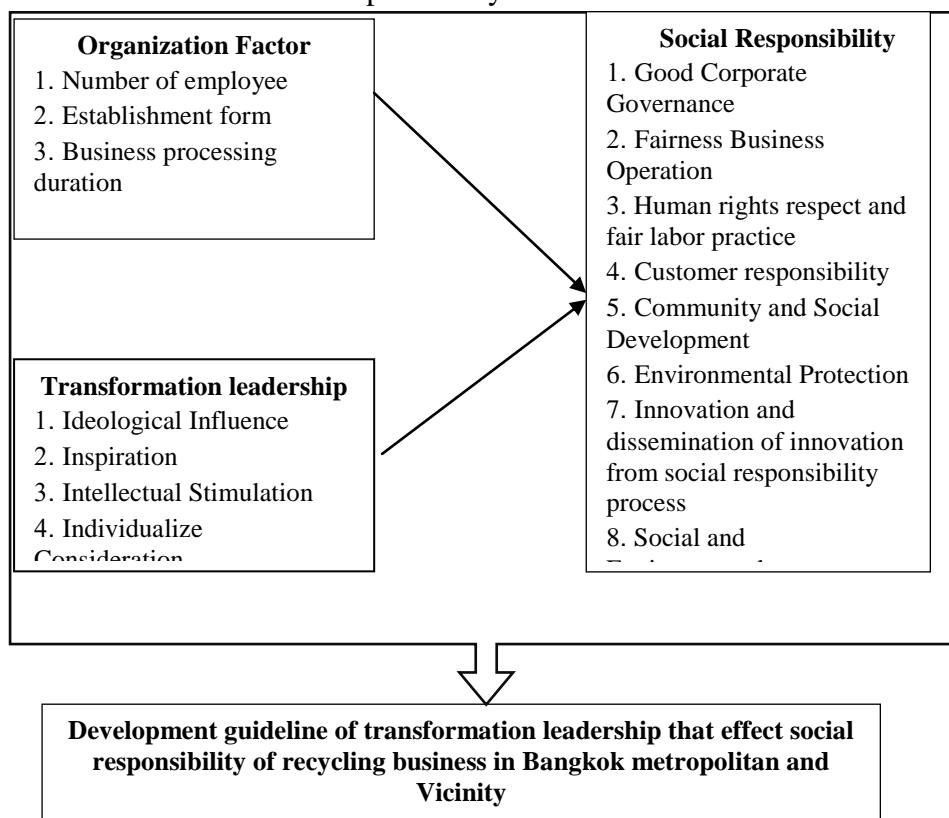 Organization Factor
1. Number of employee
2. Establishment form
3. Business processing
duration
Transformation leadership
1. Ideological Influence
2. Inspiration
3. Intellectual Stimulation
4. Individualize
Consideration
Social Responsibility
1. Good Corporate
Governance
2. Fairness Business
Operation
3. Human rights respect and
fair labor practice
4. Customer responsibility
5. Community and Social
Development
6. Environmental Protection
7. Innovation and
dissemination of innovation
from social responsibility
process
8. Social and
Development guideline of transformation leadership that effect social
responsibility of recycling business in Bangkok metropolitan and
Vicinity